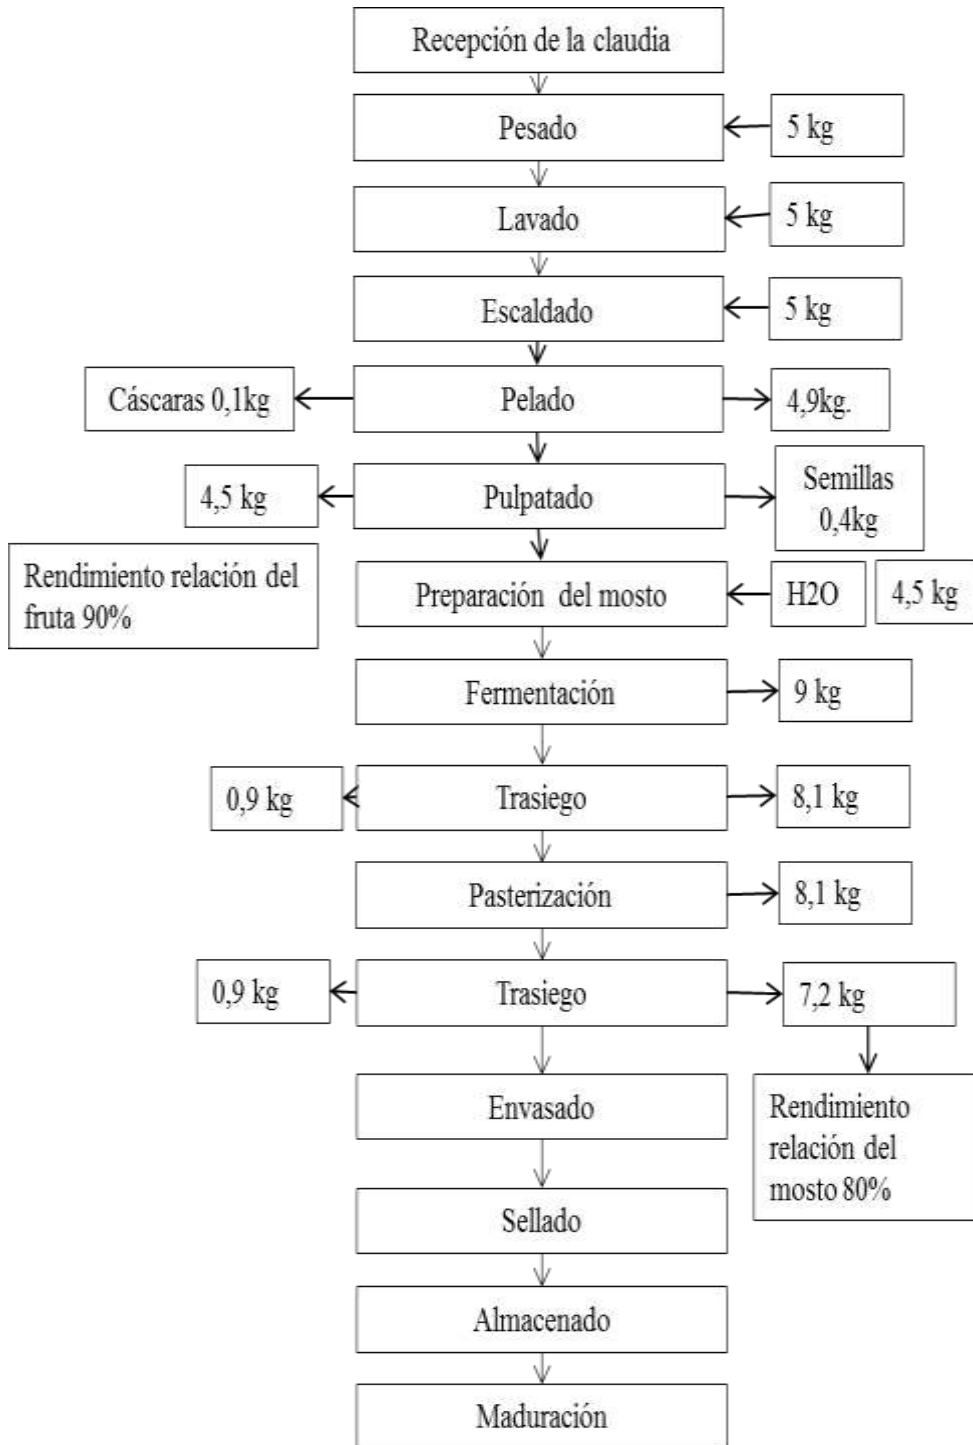 Recepción de la claudia
Pesado
5 kg
Lavado
5 kg
Escaldado
5 kg
Cáscaras 0,1kg
Pelado
4,9kg.
4,5 kg
Pulpatado
Semillas
0,4kg
Rendimiento relación del
fruta 90%
Preparación del mosto
H2O
4,5 kg
Fermentación
9 kg
0,9 kg
Trasiego
8,1 kg
Pasterización
8,1 kg
0,9 kg
Trasiego
7,2 kg
Envasado
Rendimiento
relación del
mosto 80%
Sellado
Almacenado
Maduración